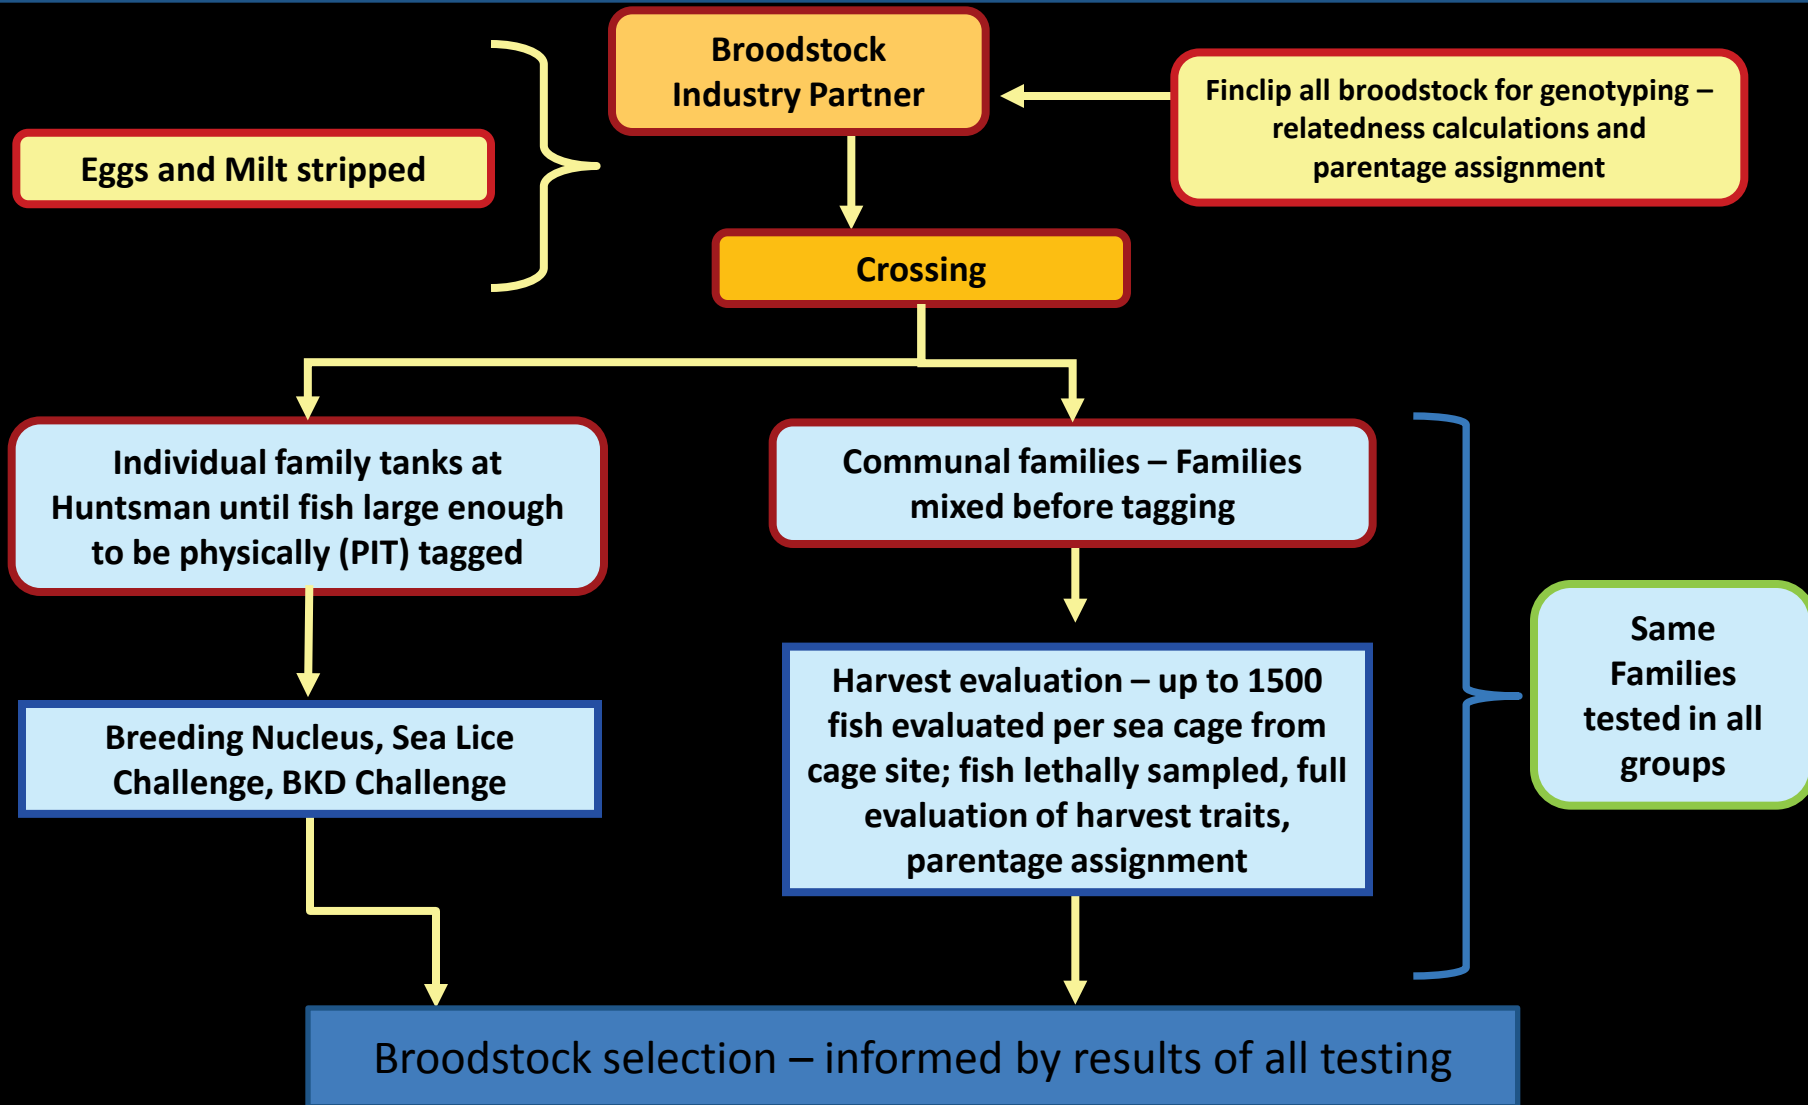 Broodstock
Industry Partner
Finclip all broodstock for genotyping –
relatedness calculations and
parentage assignment
Eggs and Milt stripped
Crossing
Individual family tanks at
Huntsman until fish large enough
to be physically (PIT) tagged
Communal families – Families
mixed before tagging
Same
Families
tested in all
groups
Breeding Nucleus, Sea Lice
Challenge, BKD Challenge
Harvest evaluation – up to 1500
fish evaluated per sea cage from
cage site; fish lethally sampled, full
evaluation of harvest traits,
parentage assignment
Broodstock selection – informed by results of all testing